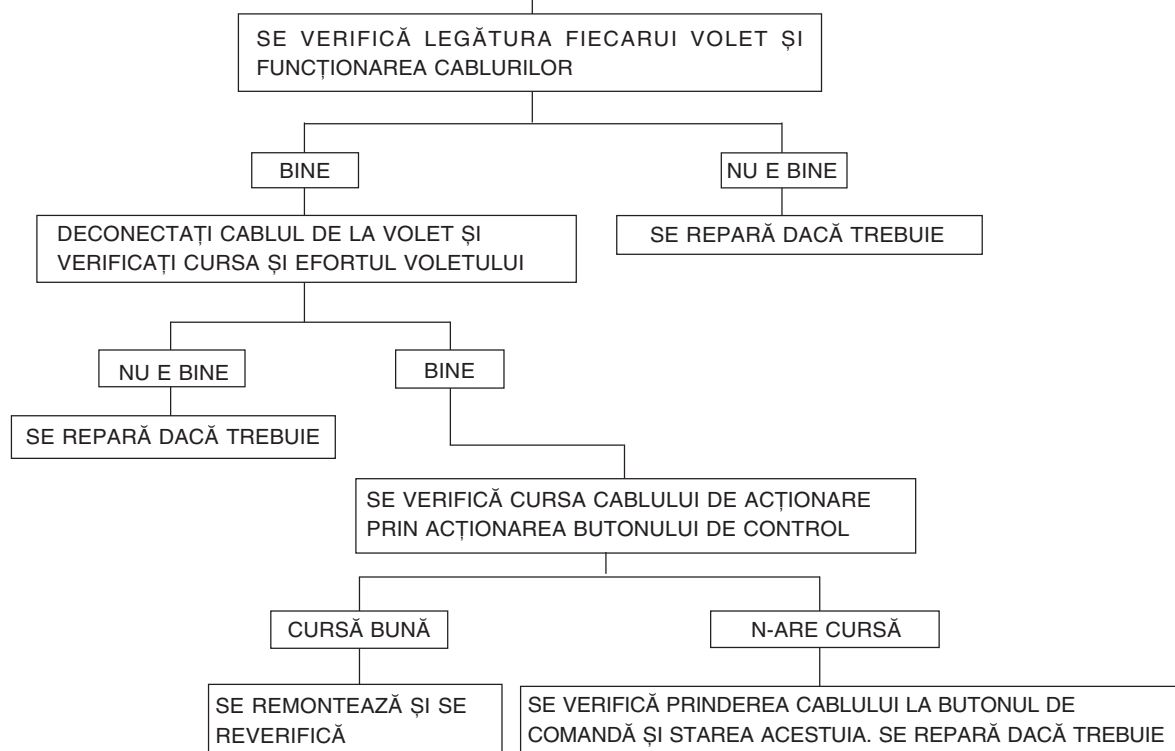 SE VERIFICĂ LEGĂTURA FIECARUI VOLET ȘI
FUNCȚIONAREA CABLURILOR
BINE
NU E BINE
DECONECTAȚI CABLUL DE LA VOLET ȘI
VERIFICAȚI CURSA ȘI EFORTUL VOLETULUI
SE REPARĂ DACĂ TREBUIE
NU E BINE
BINE
SE REPARĂ DACĂ TREBUIE
SE VERIFICĂ CURSA CABLULUI DE ACȚIONARE
PRIN ACȚIONAREA BUTONULUI DE CONTROL
CURSĂ BUNĂ
N-ARE CURSĂ
SE REMONTEAZĂ ȘI SE
REVERIFICĂ
SE VERIFICĂ PRINDEREA CABLULUI LA BUTONUL DE
COMANDĂ ȘI STAREA ACESTUIA. SE REPARĂ DACĂ TREBUIE